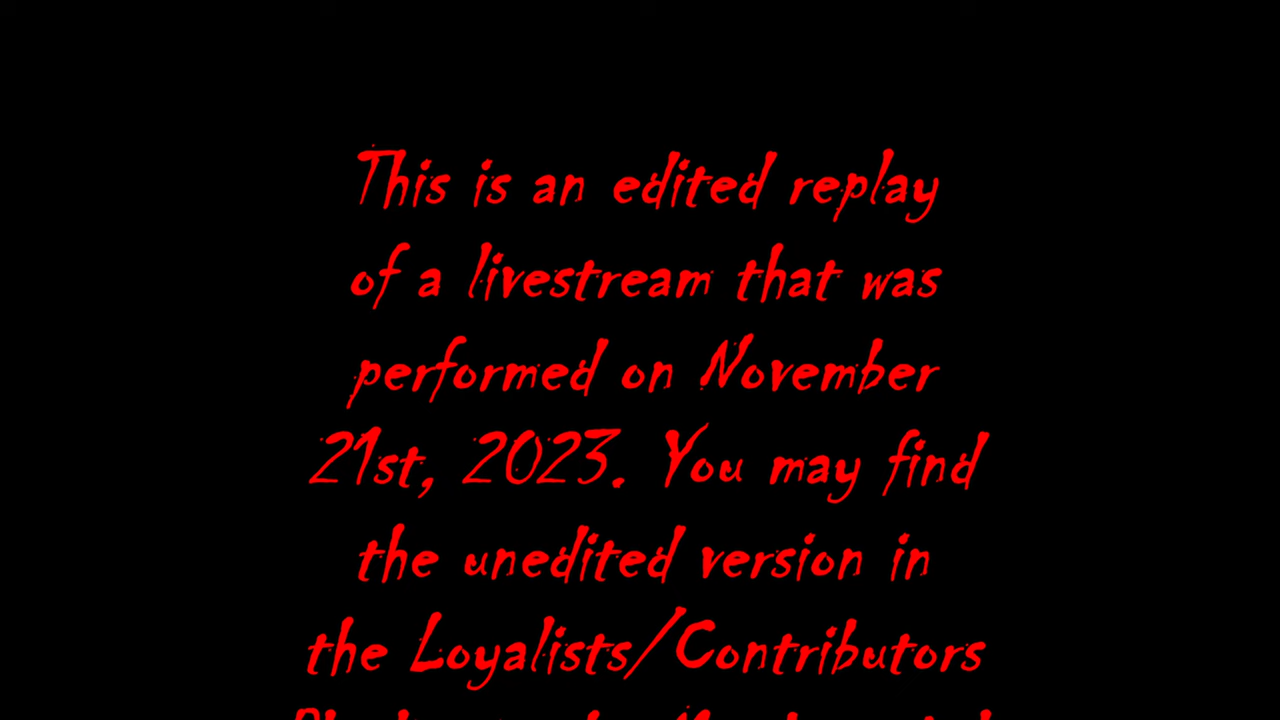 This is an edited replay
of a livestream that was
performed on November
21st, 2023. You may find
the unedited version in
the Loyalists/Contributors